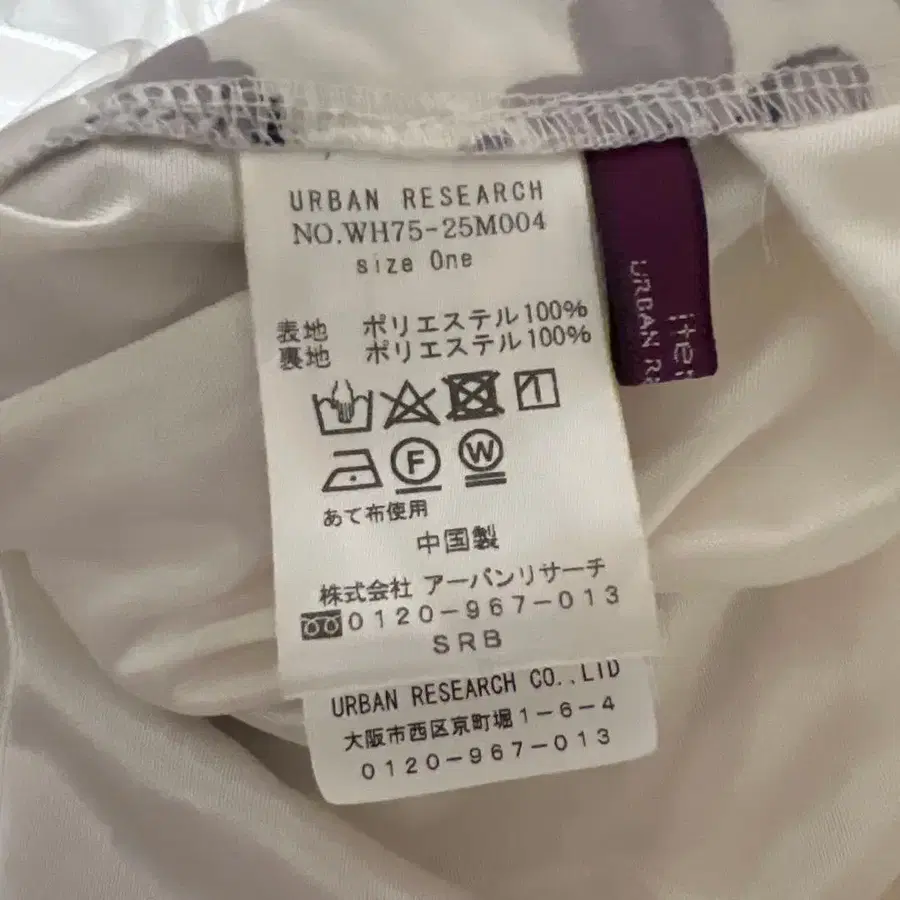 URBAN RESEARCH
NO.WH75-25M004
size One
表地 ポリエステル100%
裏地 ポリエステル100%
F W
あて布使用
中国製
株式会社 アーバンリサーチ
0120-967-013
SRB
URBAN RESEARCH CO.,LTD
大阪市西区京町堀1-6-4
0120-967-013
URBAN